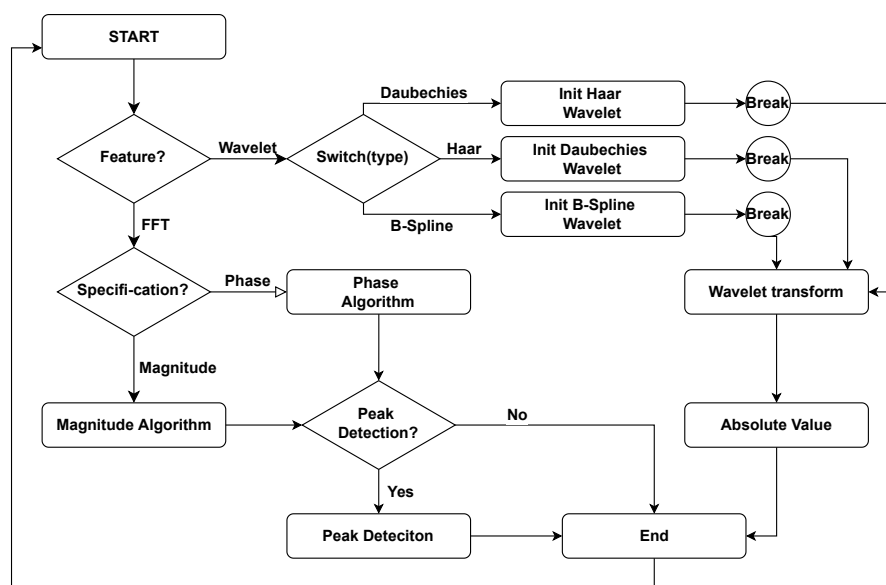 START
Daubechies
Init Haar
Wavelet
Break
Feature?
Wavelet
Switch(type)
Haar
Init Daubechies
Wavelet
Break
B-Spline
Init B-Spline
Wavelet
Break
FFT
Specifi-cation?
Phase
Phase
Algorithm
Wavelet transform
Magnitude
Magnitude Algorithm
Peak
Detection?
No
Absolute Value
Yes
Peak Deteciton
End